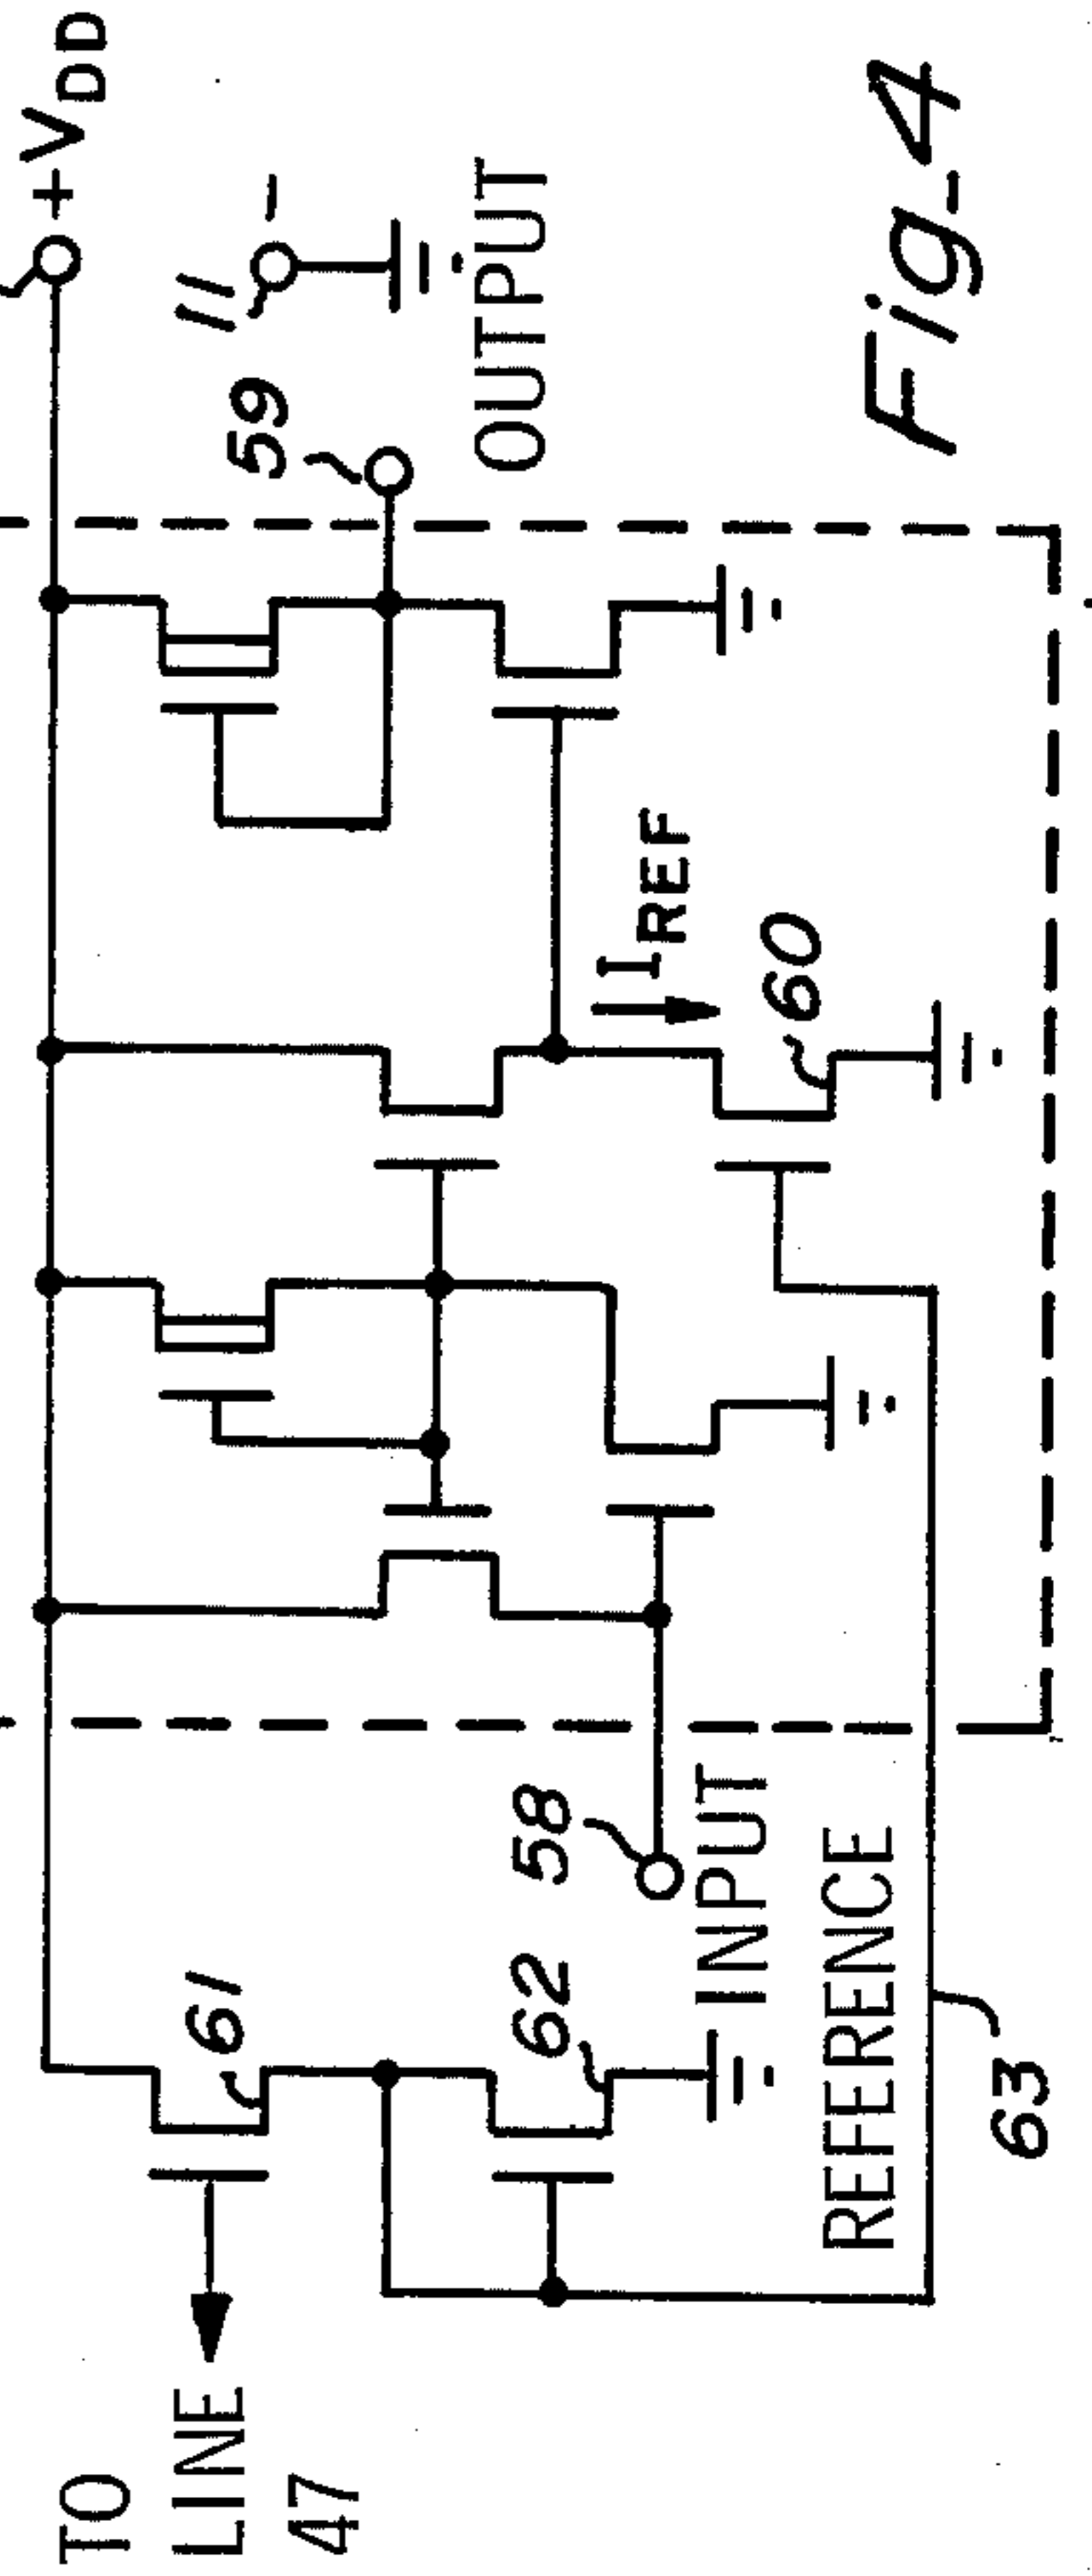 +VDD
11
−
59
OUTPUT
IREF
60
61
62
58
INPUT
REFERENCE
63
TO
LINE
47
Fig-4